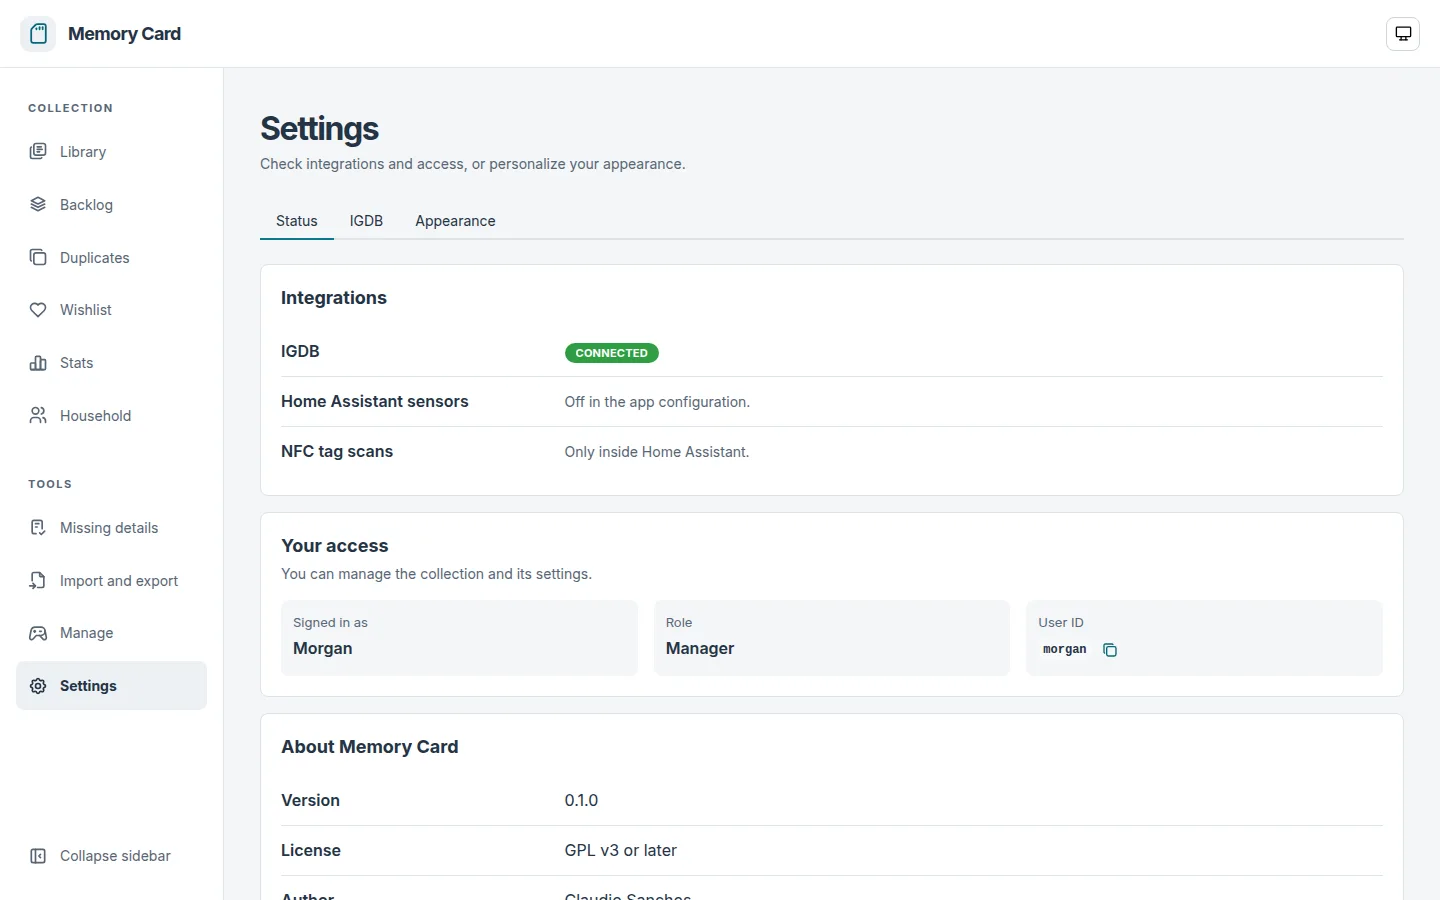 Memory Card
COLLECTION
Library
Backlog
Duplicates
Wishlist
Stats
Household
TOOLS
Missing details
Import and export
Manage
Settings
Collapse sidebar
Settings
Check integrations and access, or personalize your appearance.
Status IGDB Appearance
Integrations
IGDB CONNECTED
Home Assistant sensors Off in the app configuration.
NFC tag scans Only inside Home Assistant.
Your access
You can manage the collection and its settings.
Signed in as Role User ID
Morgan Manager morgan
About Memory Card
Version 0.1.0
License GPL v3 or later
Author Claudio Sanches